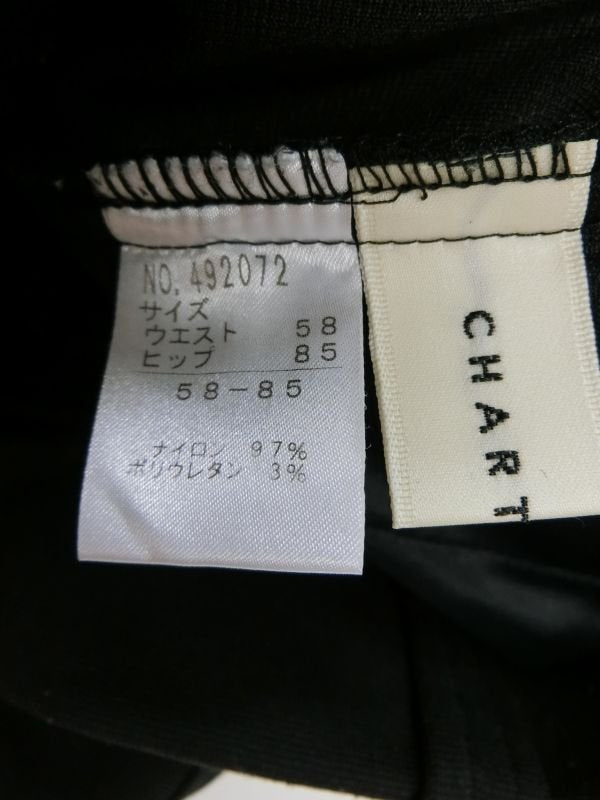 NO. 492072
サイズ
ウエスト 58
ヒップ 85
58-85
ナイロン 97%
ポリウレタン 3%
CHART